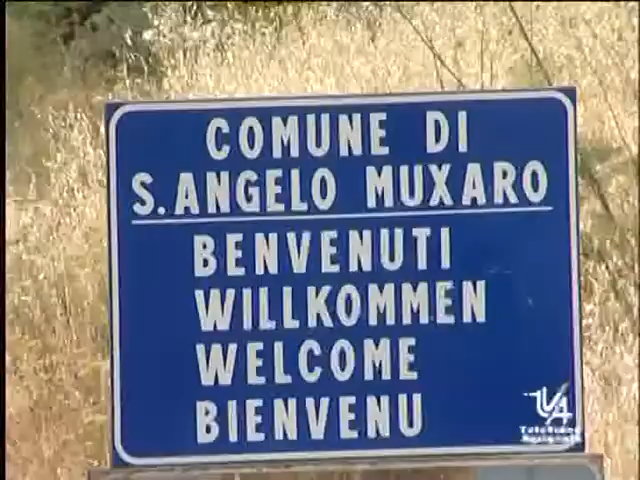 COMUNE DI
S. ANGELO MUXARO
BENVENUTI
WILLKOMMEN
WELCOME
BIENVENU